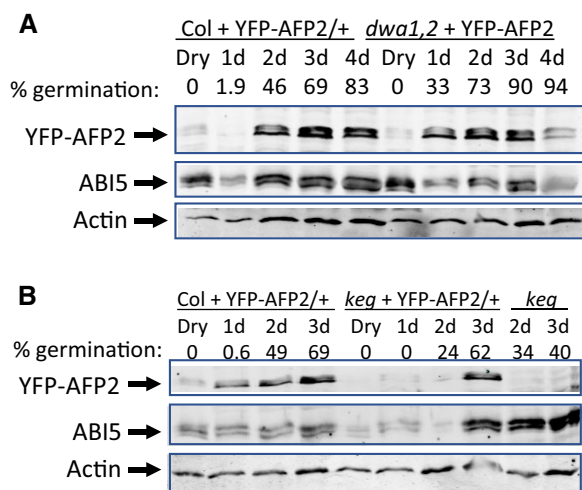 A
Col + YFP-AFP2/+ dwa1,2 + YFP-AFP2
Dry 1d 2d 3d 4d Dry 1d 2d 3d 4d
% germination: 0 1.9 46 69 83 0 33 73 90 94
YFP-AFP2
ABI5
Actin
B
Col + YFP-AFP2/+ keg + YFP-AFP2/+ keg
Dry 1d 2d 3d Dry 1d 2d 3d 2d 3d
% germination: 0 0.6 49 69 0 0 24 62 34 40
YFP-AFP2
ABI5
Actin